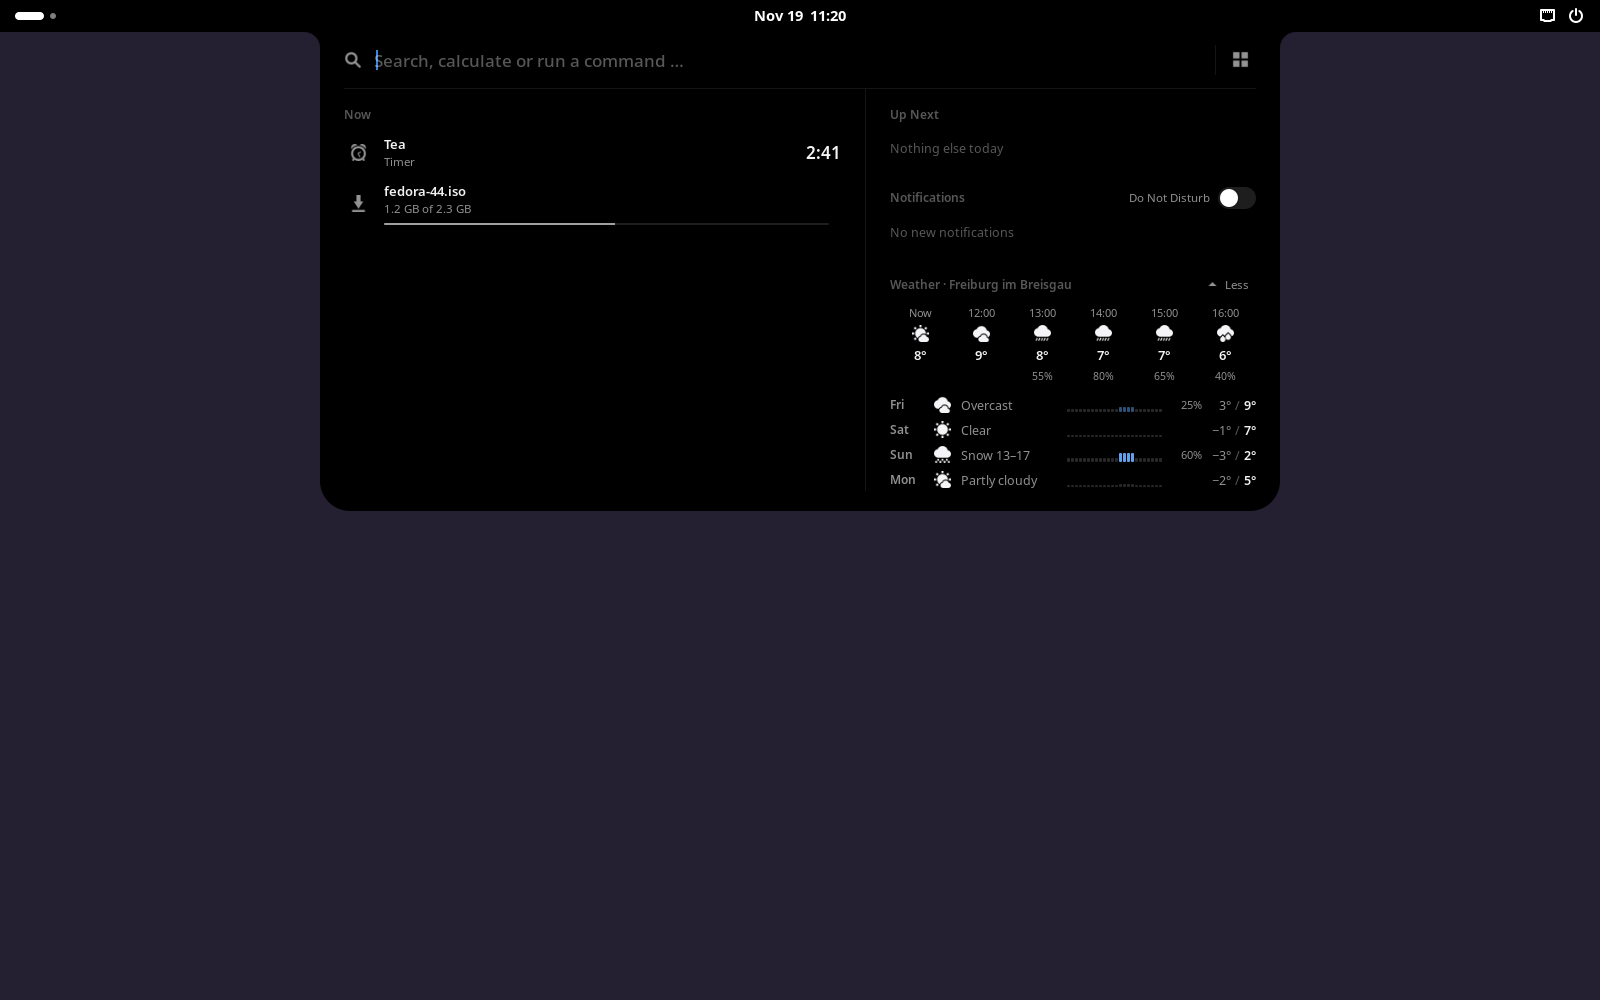 Nov 19 11:20
Search, calculate or run a command ...
Now
Tea
Timer
2:41
fedora-44.iso
1.2 GB of 2.3 GB
Up Next
Nothing else today
Notifications
Do Not Disturb
No new notifications
Weather · Freiburg im Breisgau
Less
Now 12:00 13:00 14:00 15:00 16:00
8° 9° 8° 7° 7° 6°
55% 80% 65% 40%
Fri Overcast 25% 3° / 9°
Sat Clear −1° / 7°
Sun Snow 13–17 60% −3° / 2°
Mon Partly cloudy −2° / 5°